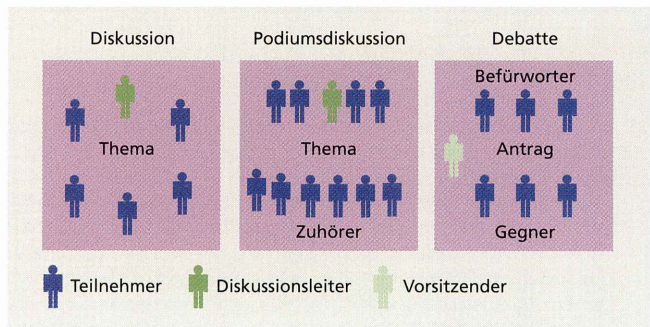 Diskussion
Podiumsdiskussion
Debatte
Thema
Thema
Zuhörer
Befürworter
Antrag
Gegner
Teilnehmer
Diskussionsleiter
Vorsitzender